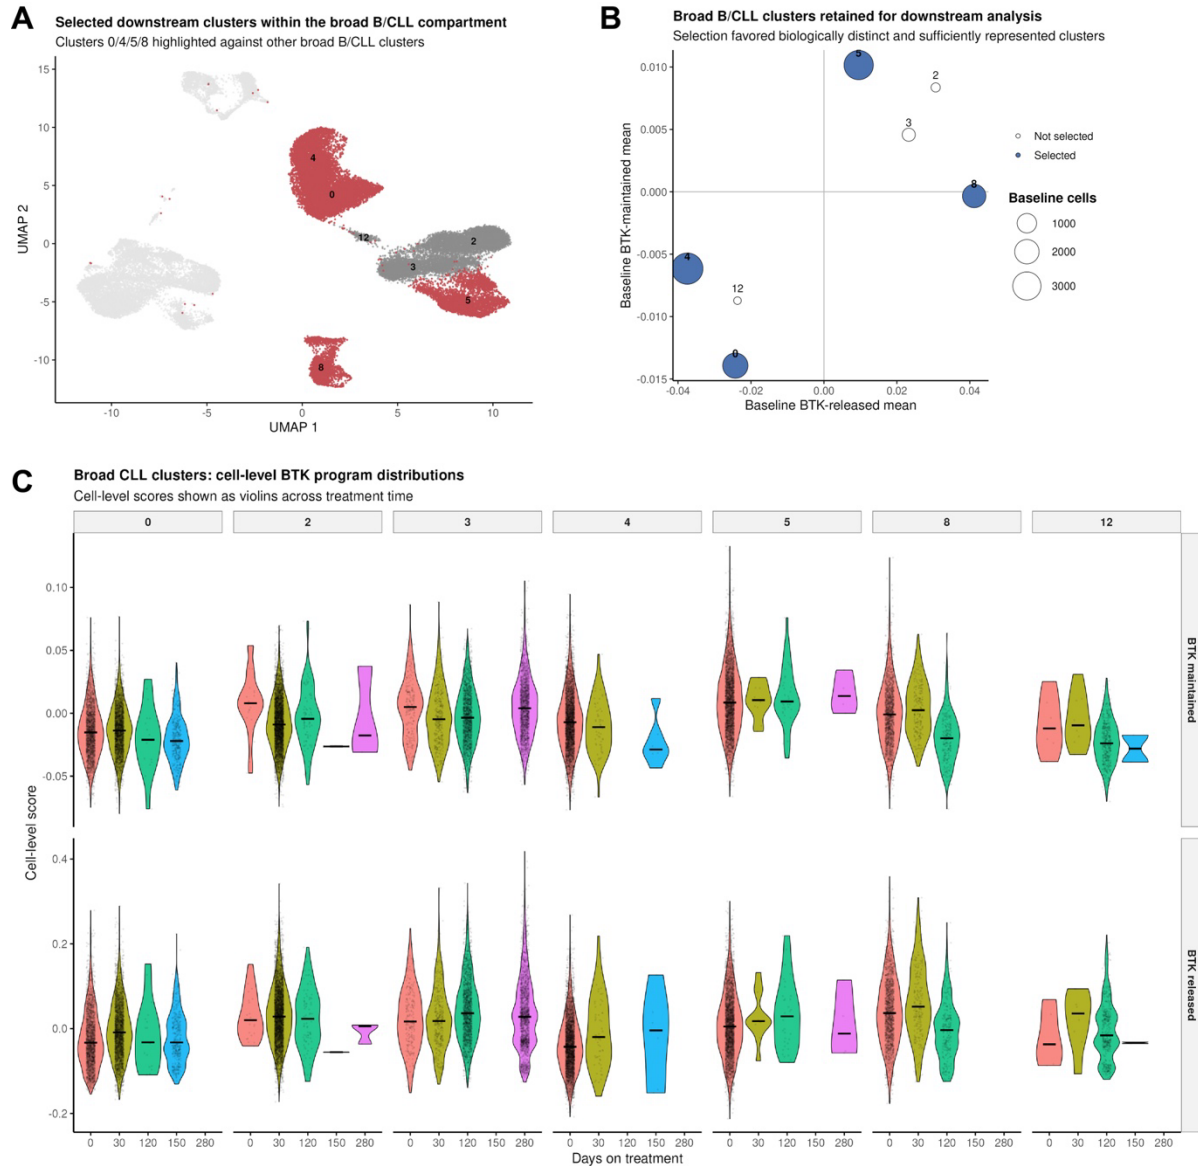 A
Selected downstream clusters within the broad B/CLL compartment
Clusters 0/4/5/8 highlighted against other broad B/CLL clusters
15
10
5
0
-5
-10
UMAP 2
4
0
12
2
3
5
8
-10
-5
0
5
10
UMAP 1
B
Broad B/CLL clusters retained for downstream analysis
Selection favored biologically distinct and sufficiently represented clusters
0.010
0.005
0.000
-0.005
-0.010
-0.015
Baseline BTK-maintained mean
5
2
3
8
4
12
0
-0.04
-0.02
0.00
0.02
0.04
Baseline BTK-released mean
Not selected
Selected
Baseline cells
1000
2000
3000
C
Broad CLL clusters: cell-level BTK program distributions
Cell-level scores shown as violins across treatment time
0 2 3 4 5 8 12
0.10
0.05
0.00
-0.05
BTK maintained
Cell-level score
0.4
0.2
0.0
-0.2
BTK released
0 30 120 150 280 0 30 120 150 280 0 30 120 150 280 0 30 120 150 280 0 30 120 150 280 0 30 120 150 280 0 30 120 150 280
Days on treatment